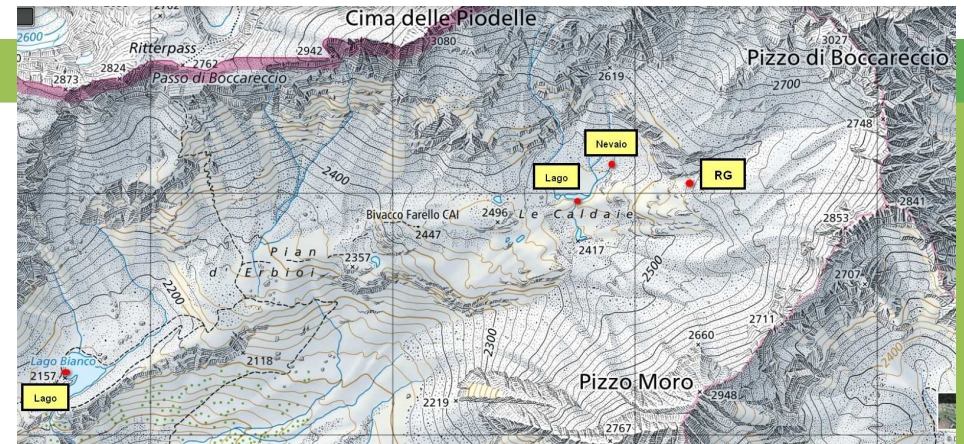 Cima delle Piodelle
2600
Ritterpass
2942
3080
3027
2762
2824
2873
Passo di Boccareccio
Pizzo di Boccareccio
2619
2700
2748
Nevaio
2400
Lago
RG
Bivacco Farello CAI
2496
Le Caldaie
2841
2447
2853
Pian
d'Erbioi
2357
2417
2500
2707
2200
2711
2300
2660
2400
Lago Bianco
2118
2157
Lago
Pizzo Moro
2948
2219
2767